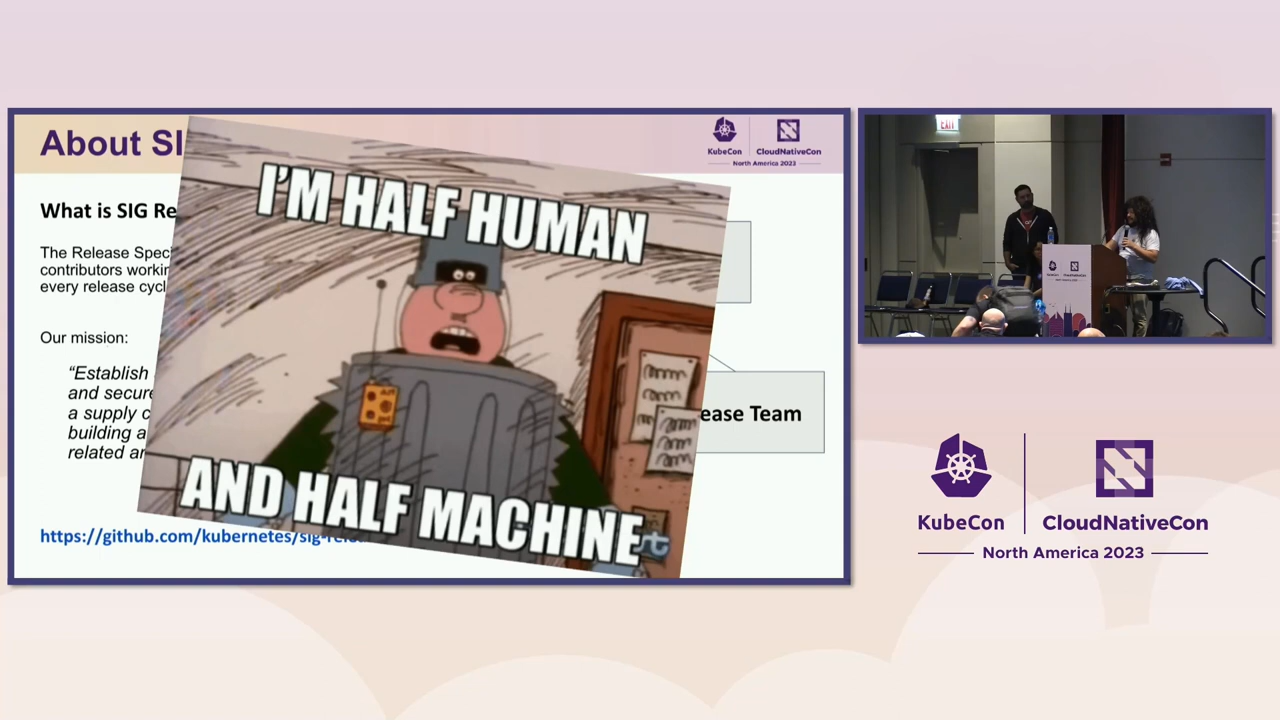 About SI
KubeCon
CloudNativeCon
North America 2023
What is SIG Re
The Release Spec
contributors workin
every release cycl
Our mission:
“Establish
and secure
a supply c
building a
related ar
https://github.com/kubernetes/sig-rele
I'M HALF HUMAN
AND HALF MACHINE
ease Team
EXIT
KubeCon
CloudNativeCon
North America 2023